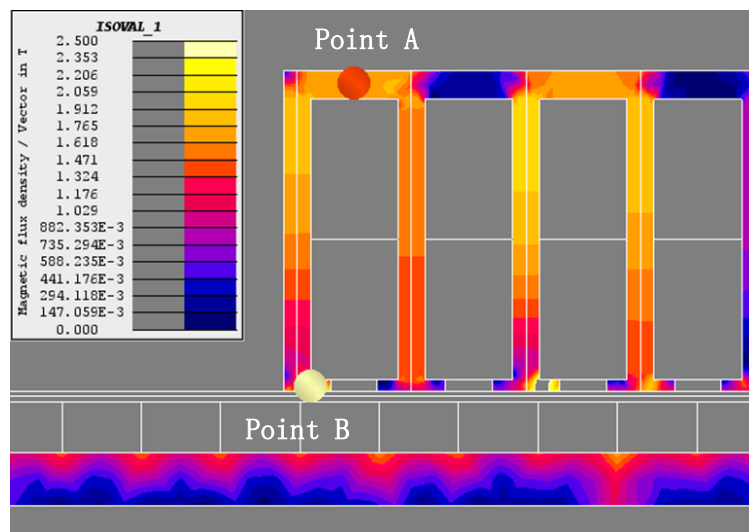 ISOVAL_1
Magnetic flux density / Vector in T
2.500
2.353
2.206
2.059
1.912
1.765
1.618
1.471
1.324
1.176
1.029
882.353E-3
735.294E-3
588.235E-3
441.176E-3
294.118E-3
147.059E-3
0.000
Point A
Point B